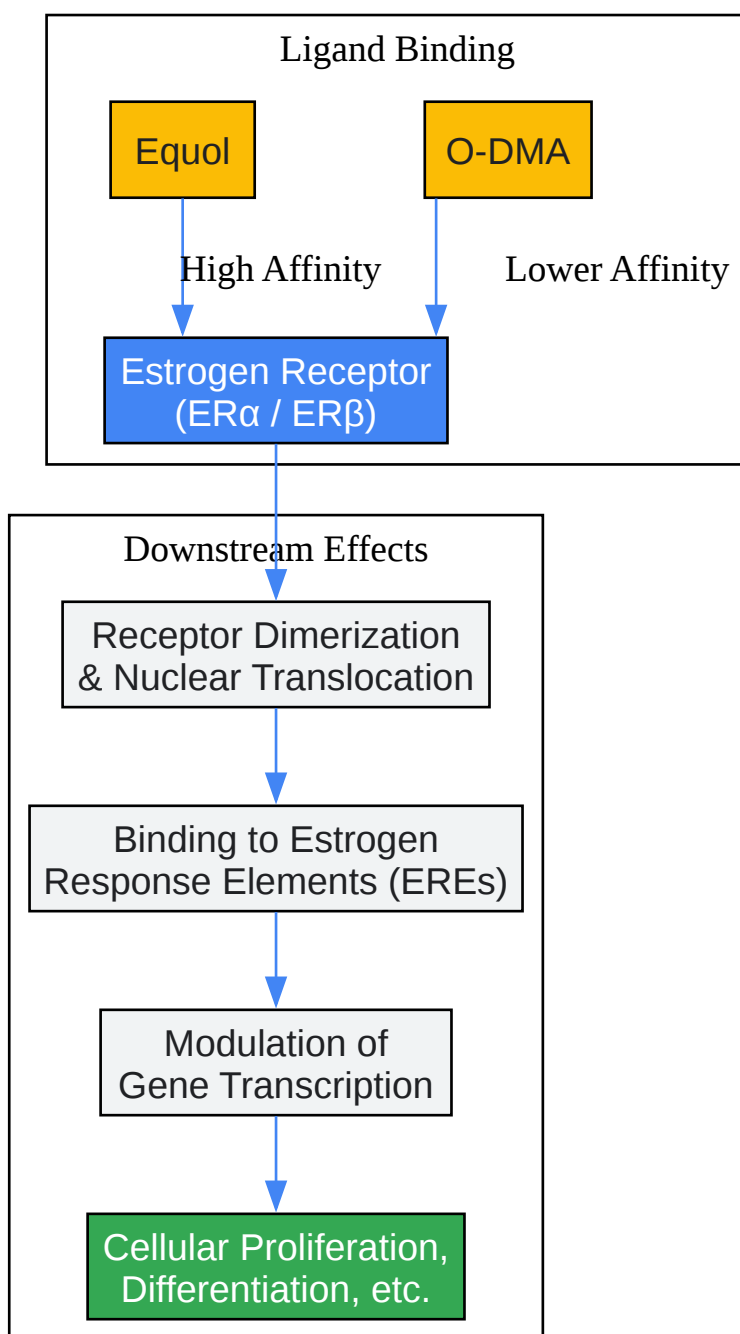 Ligand Binding
Equol
O-DMA
High Affinity
Lower Affinity
Estrogen Receptor
(ERα / ERβ)
Downstream Effects
Receptor Dimerization
& Nuclear Translocation
Binding to Estrogen
Response Elements (EREs)
Modulation of
Gene Transcription
Cellular Proliferation,
Differentiation, etc.